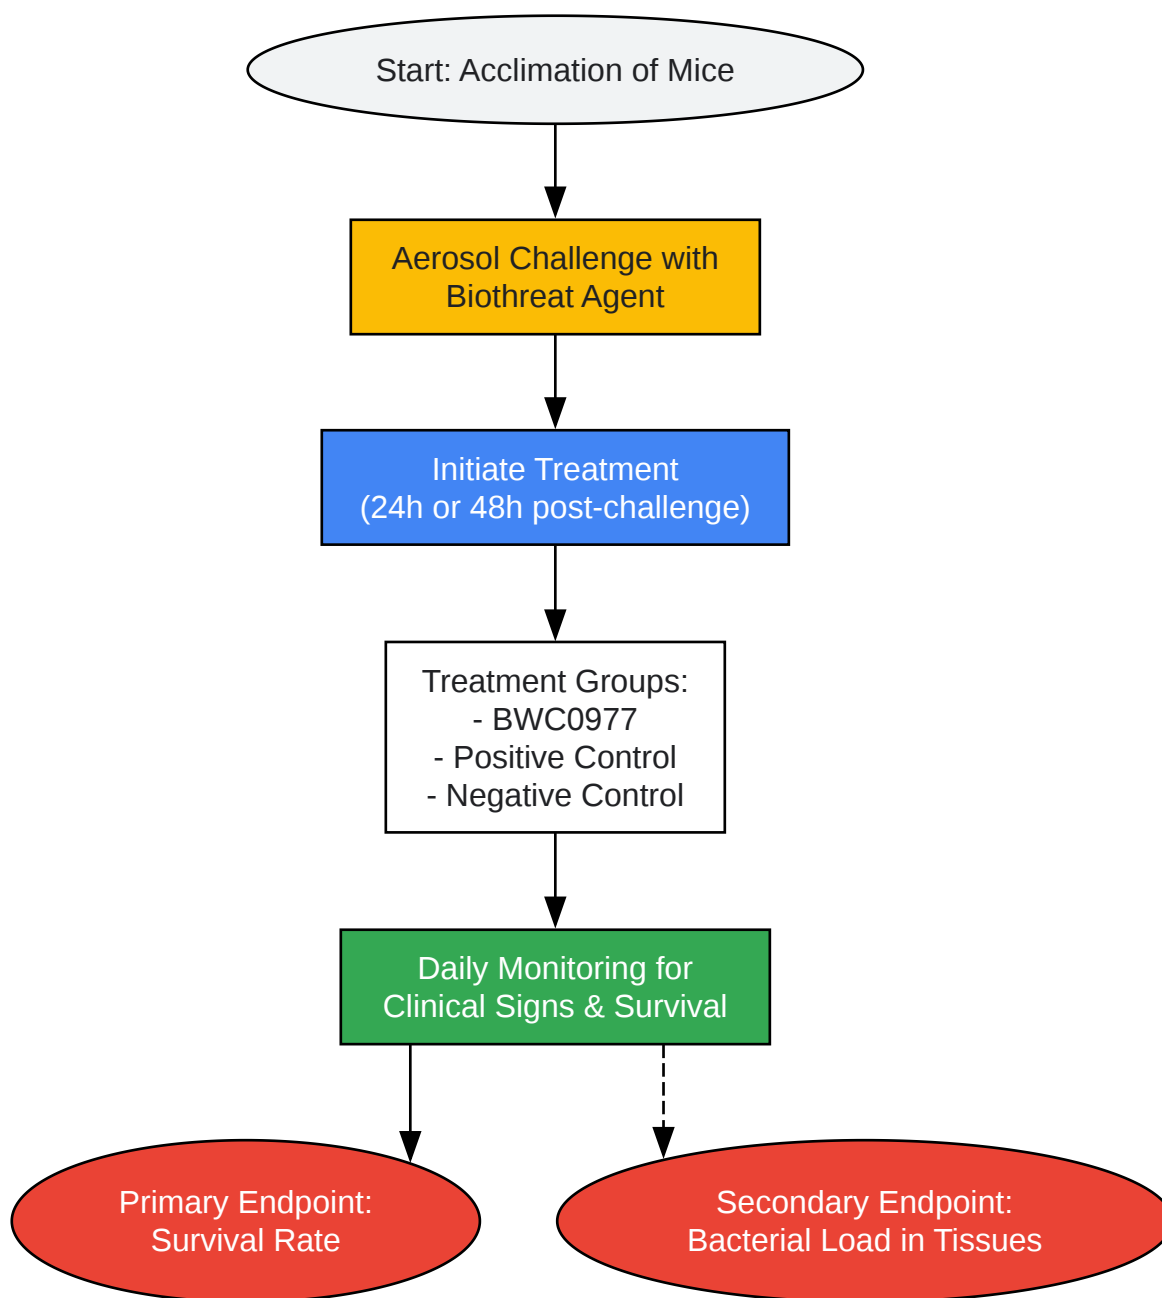 Start: Acclimation of Mice
Aerosol Challenge with
Biothreat Agent
Initiate Treatment
(24h or 48h post-challenge)
Treatment Groups:
- BWC0977
- Positive Control
- Negative Control
Daily Monitoring for
Clinical Signs & Survival
Primary Endpoint:
Survival Rate
Secondary Endpoint:
Bacterial Load in Tissues